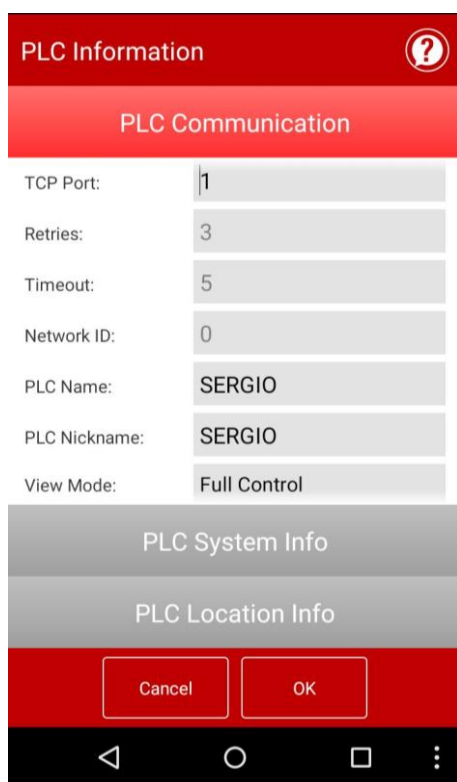 PLC Information
?
PLC Communication
TCP Port: 1
Retries: 3
Timeout: 5
Network ID: 0
PLC Name: SERGIO
PLC Nickname: SERGIO
View Mode: Full Control
PLC System Info
PLC Location Info
Cancel OK